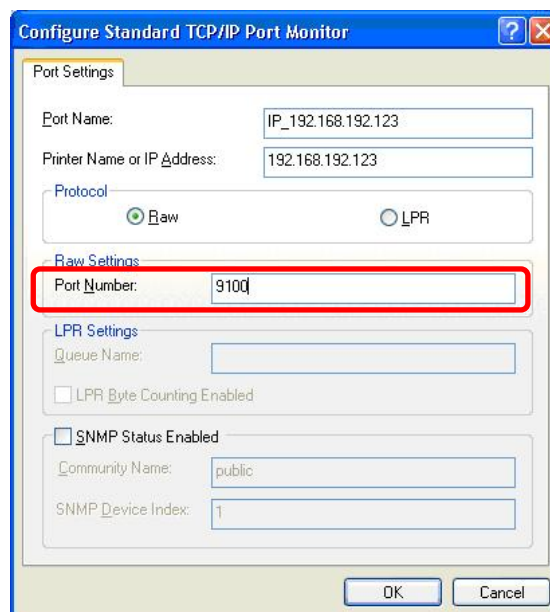 Configure Standard TCP/IP Port Monitor
Port Settings
Port Name: IP_192.168.192.123
Printer Name or IP Address: 192.168.192.123
Protocol
Raw LPR
Raw Settings
Port Number: 9100
LPR Settings
Queue Name:
LPR Byte Counting Enabled
SNMP Status Enabled
Community Name: public
SNMP Device Index: 1
OK Cancel